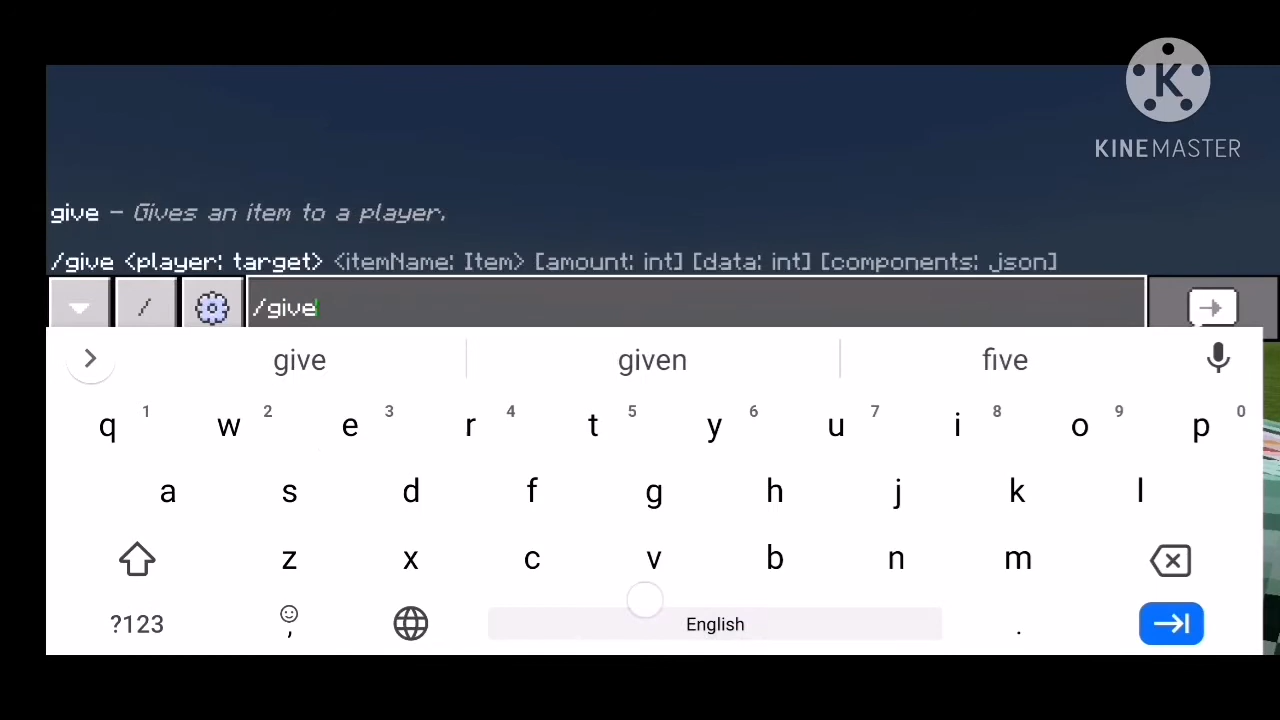 K
KINEMASTER
give - Gives an item to a player.
/give <player: target> <itemName: Item> [amount: int] [data: int] [components: json]
/ /give
give given five
q 1 w 2 e 3 r 4 t 5 y 6 u 7 i 8 o 9 p 0
a s d f g h j k l
z x c v b n m
?123 , English .